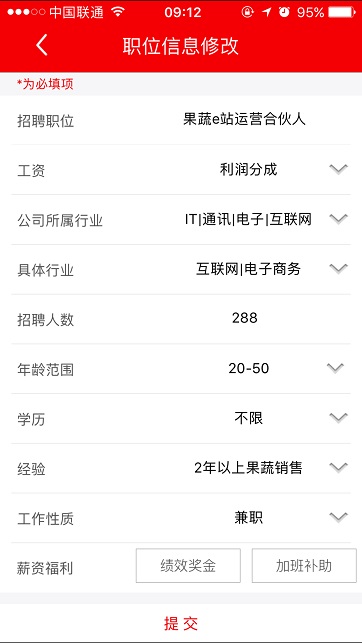 中国联通 09:12 95%
职位信息修改
*为必填项
招聘职位 果蔬e站运营合伙人
工资 利润分成
公司所属行业 IT|通讯|电子|互联网
具体行业 互联网|电子商务
招聘人数 288
年龄范围 20-50
学历 不限
经验 2年以上果蔬销售
工作性质 兼职
薪资福利 绩效奖金 加班补助
提交